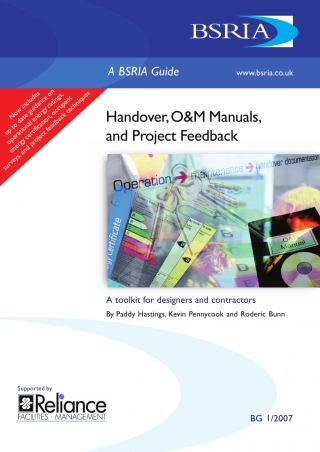 BSRIA
A BSRIA Guide
www.bsria.co.uk
Now includes
up to date guidance on
operational energy ratings,
energy certification, occupant
surveys, and project feedback techniques
Handover, O&M Manuals,
and Project Feedback
Operation
maintenance
handover documentation
Certificate
O&M
Manual
A toolkit for designers and contractors
By Paddy Hastings, Kevin Pennycook and Roderic Bunn
Supported by
Reliance
FACILITIES • MANAGEMENT
BG 1/2007